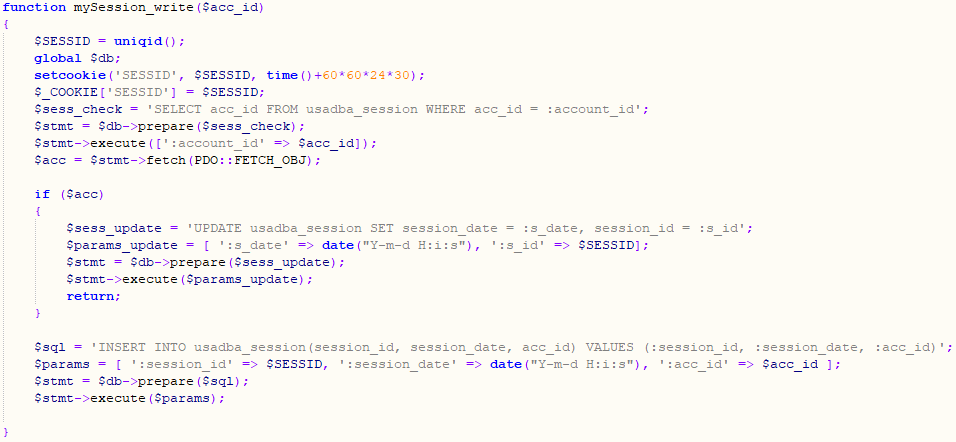 function mySession_write($acc_id)
{
$SESSID = uniqid();
global $db;
setcookie('SESSID', $SESSID, time()+60*60*24*30);
$_COOKIE['SESSID'] = $SESSID;
$sess_check = 'SELECT acc_id FROM usadba_session WHERE acc_id = :account_id';
$stmt = $db->prepare($sess_check);
$stmt->execute([':account_id' => $acc_id]);
$acc = $stmt->fetch(PDO::FETCH_OBJ);
if ($acc)
{
$sess_update = 'UPDATE usadba_session SET session_date = :s_date, session_id = :s_id';
$params_update = [ ':s_date' => date("Y-m-d H:i:s"), ':s_id' => $SESSID];
$stmt = $db->prepare($sess_update);
$stmt->execute($params_update);
return;
}
$sql = 'INSERT INTO usadba_session(session_id, session_date, acc_id) VALUES (:session_id, :session_date, :acc_id)';
$params = [ ':session_id' => $SESSID, ':session_date' => date("Y-m-d H:i:s"), ':acc_id' => $acc_id ];
$stmt = $db->prepare($sql);
$stmt->execute($params);
}